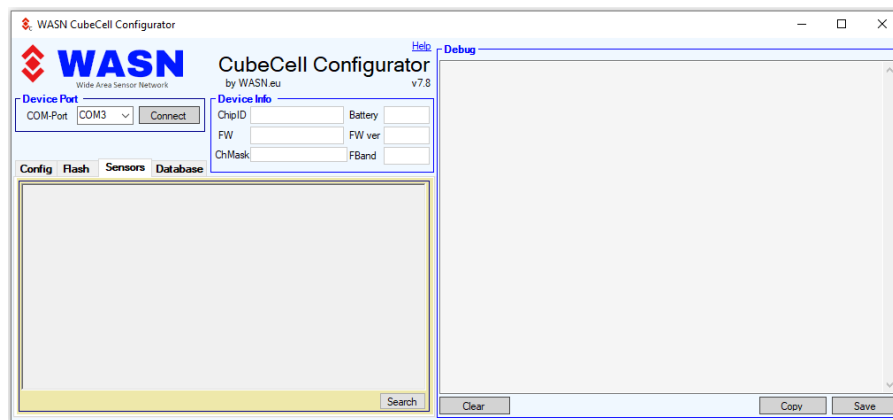 WASN CubeCell Configurator
Help
WASN
Wide Area Sensor Network
CubeCell Configurator
by WASN.eu
v7.8
Device Port
COM-Port COM3 Connect
Device Info
ChipID
Battery
FW
FW ver
ChMask
FBand
Config Flash Sensors Database
Search
Debug
Clear
Copy
Save